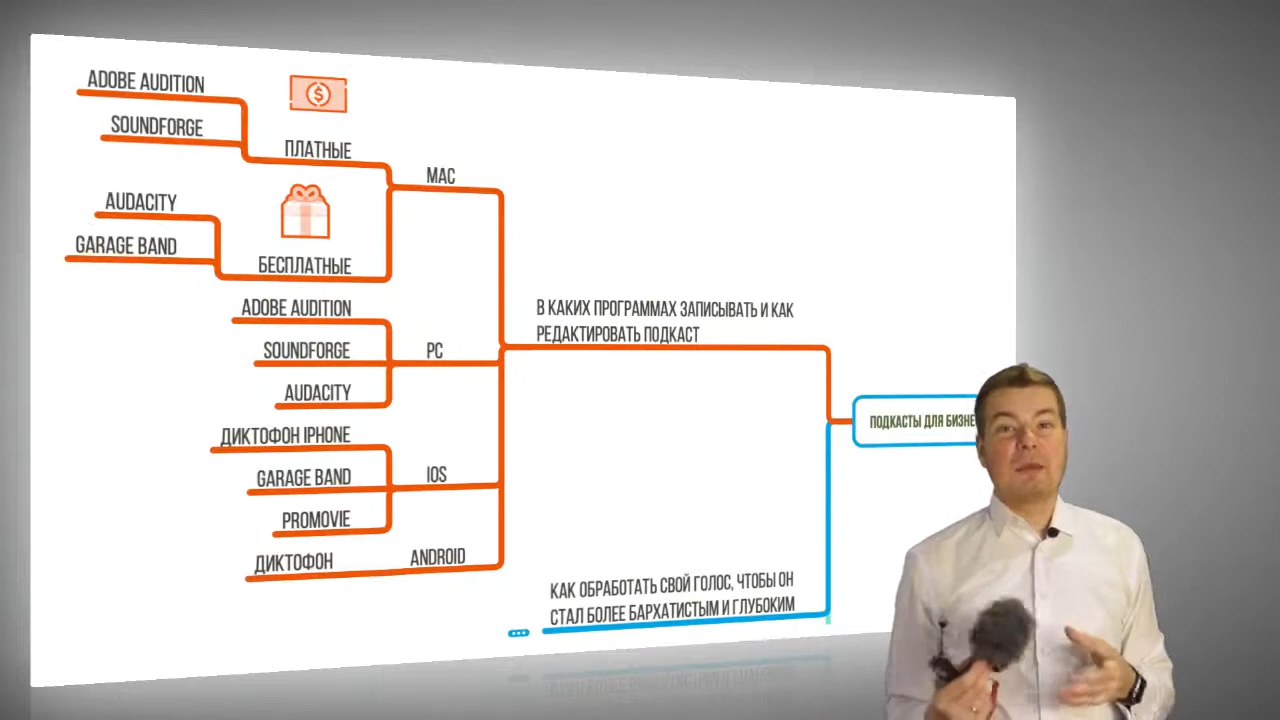 ADOBE AUDITION
SOUNDFORGE
ПЛАТНЫЕ
MAC
AUDACITY
GARAGE BAND
БЕСПЛАТНЫЕ
ADOBE AUDITION
SOUNDFORGE
PC
AUDACITY
ДИКТОФОН IPHONE
GARAGE BAND
IOS
PROMOVIE
ДИКТОФОН
ANDROID
В КАКИХ ПРОГРАММАХ ЗАПИСЫВАТЬ И КАК
РЕДАКТИРОВАТЬ ПОДКАСТ
ПОДКАСТЫ ДЛЯ БИЗНЕ
КАК ОБРАБОТАТЬ СВОЙ ГОЛОС, ЧТОБЫ ОН
СТАЛ БОЛЕЕ БАРХАТИСТЫМ И ГЛУБОКИМ